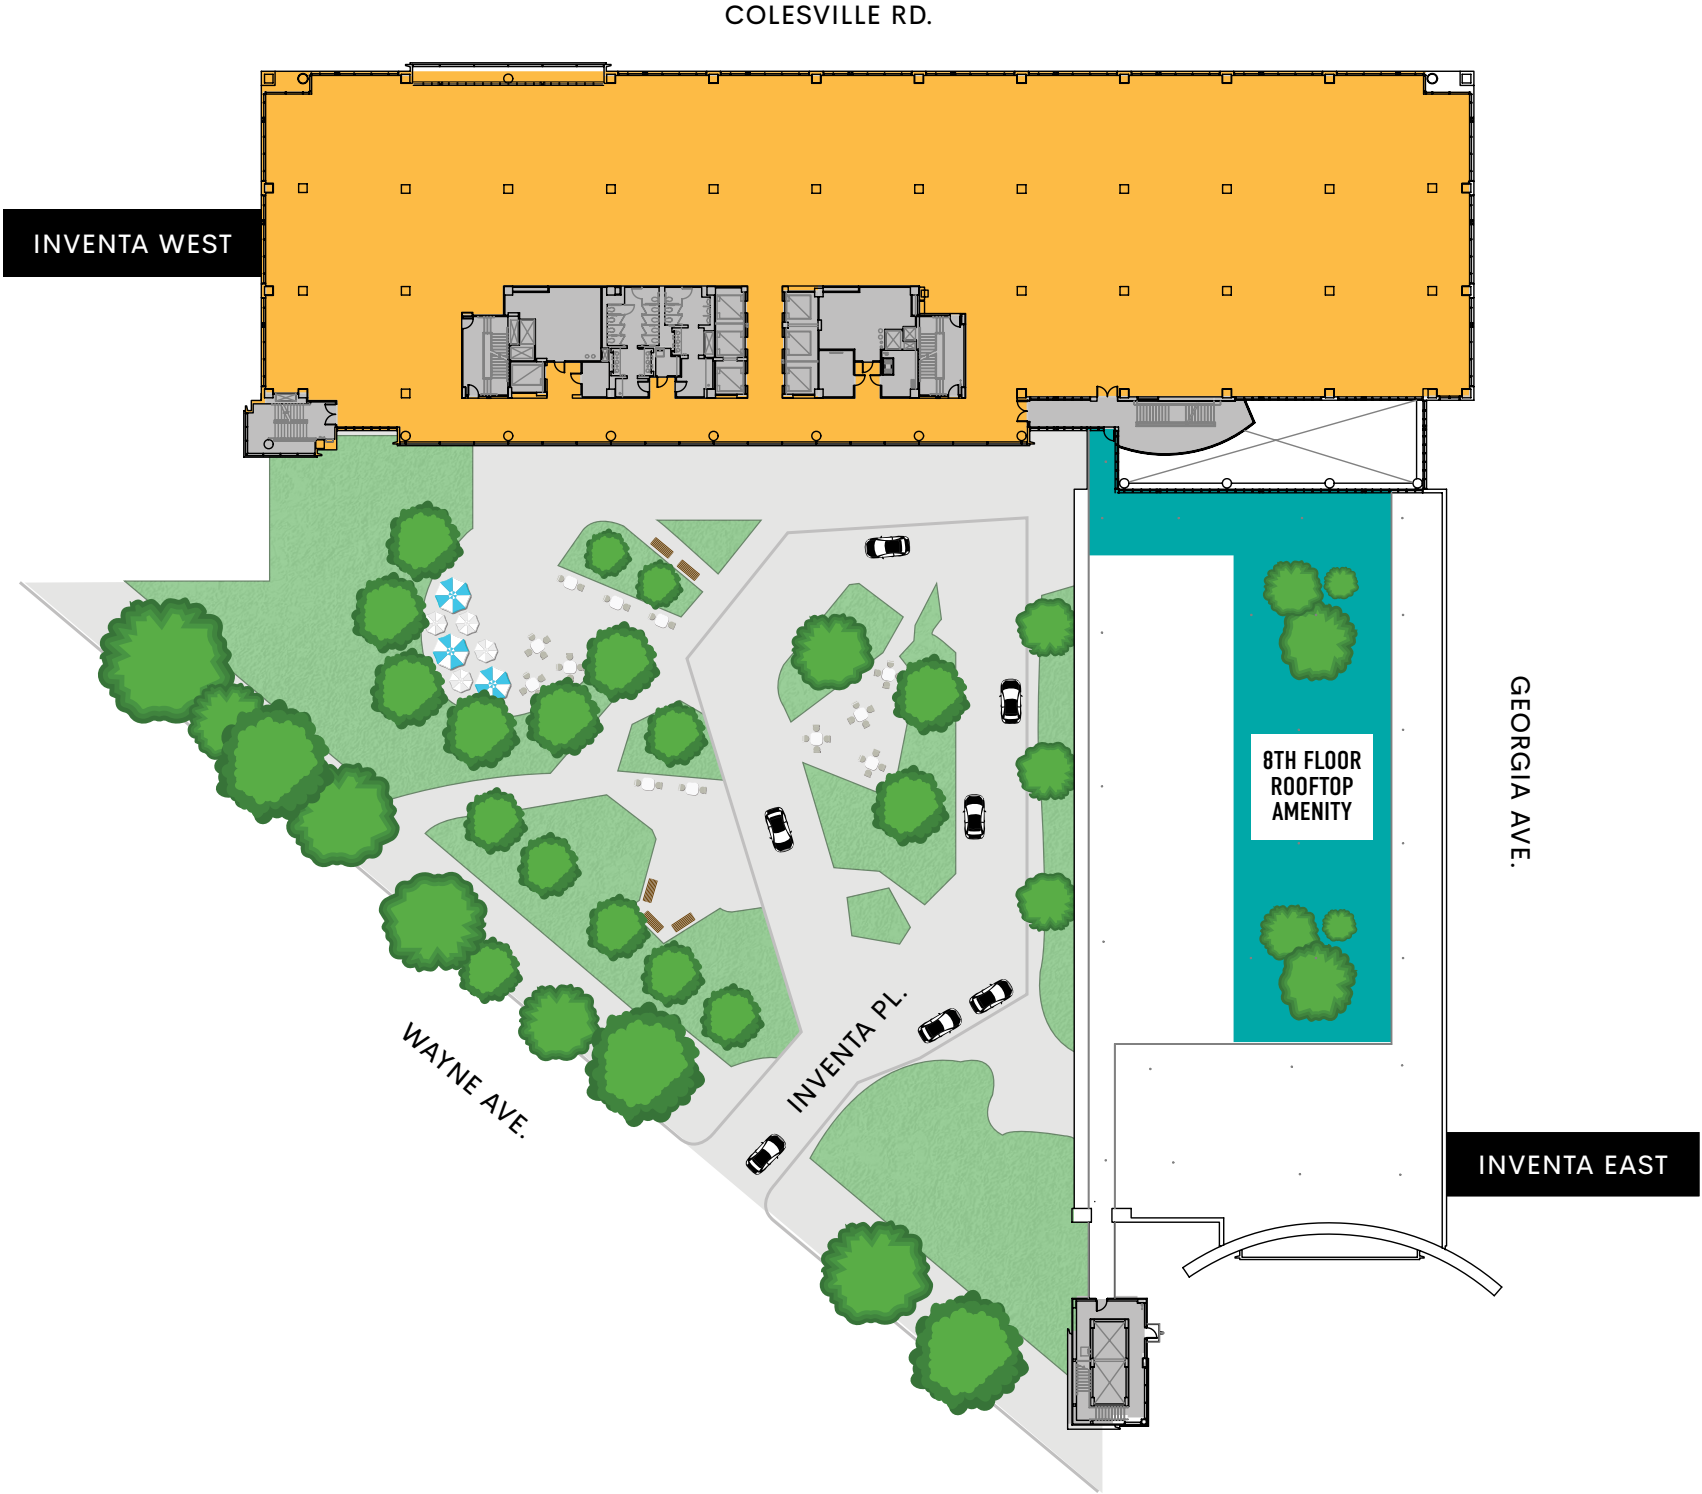 COLESVILLE RD.
INVENTA WEST
GEORGIA AVE.
8TH FLOOR
ROOFTOP
AMENITY
INVENTA PL.
WAYNE AVE.
INVENTA EAST